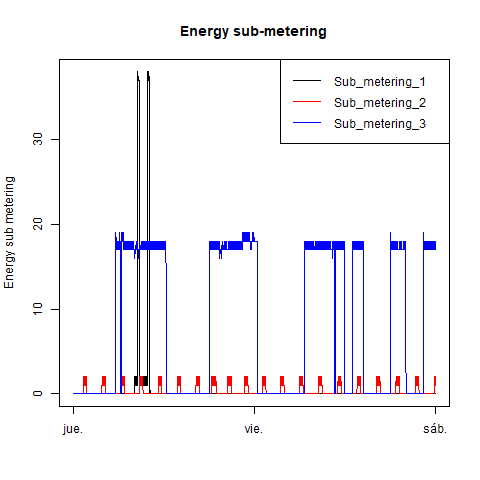 Energy sub-metering
Sub_metering_1
Sub_metering_2
Sub_metering_3
Energy sub metering
30
20
10
0
jue.
vie.
sáb.